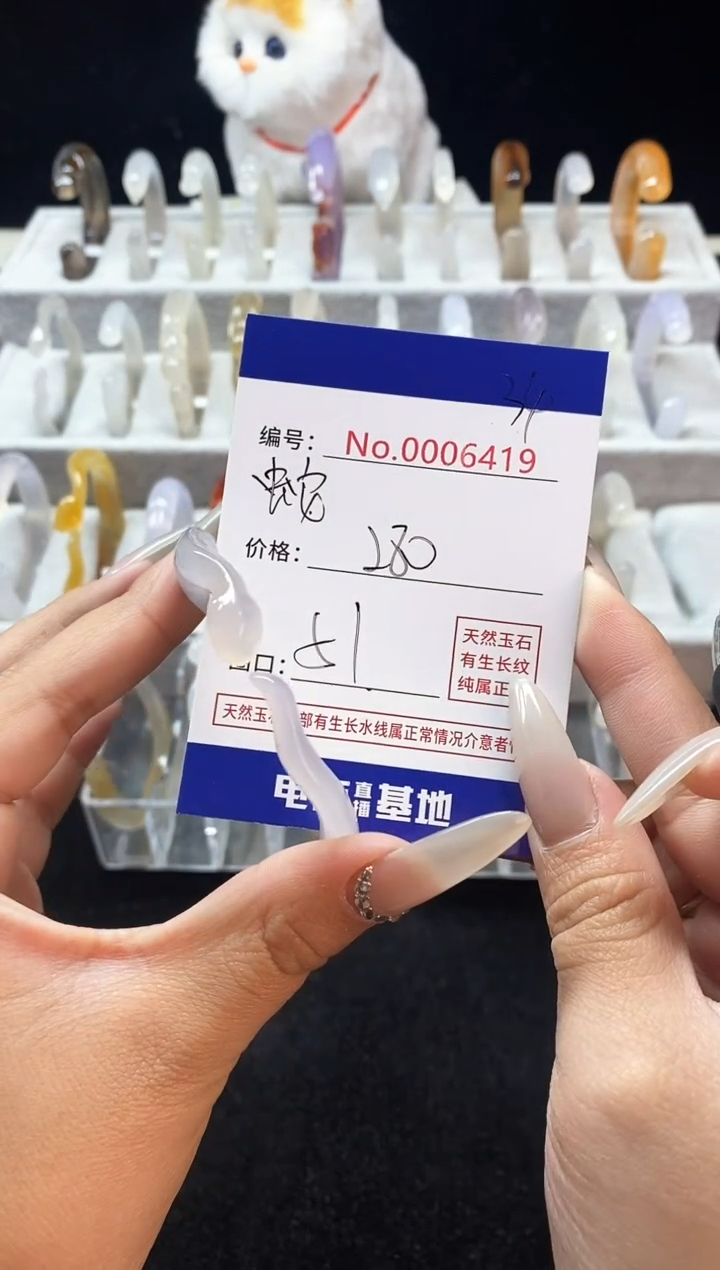 编号: No.0006419
蛇
价格: 280
口: 51
天然玉石
有生长纹
纯属正
天然玉 部有生长水线属正常情况介意者
电 直播基地